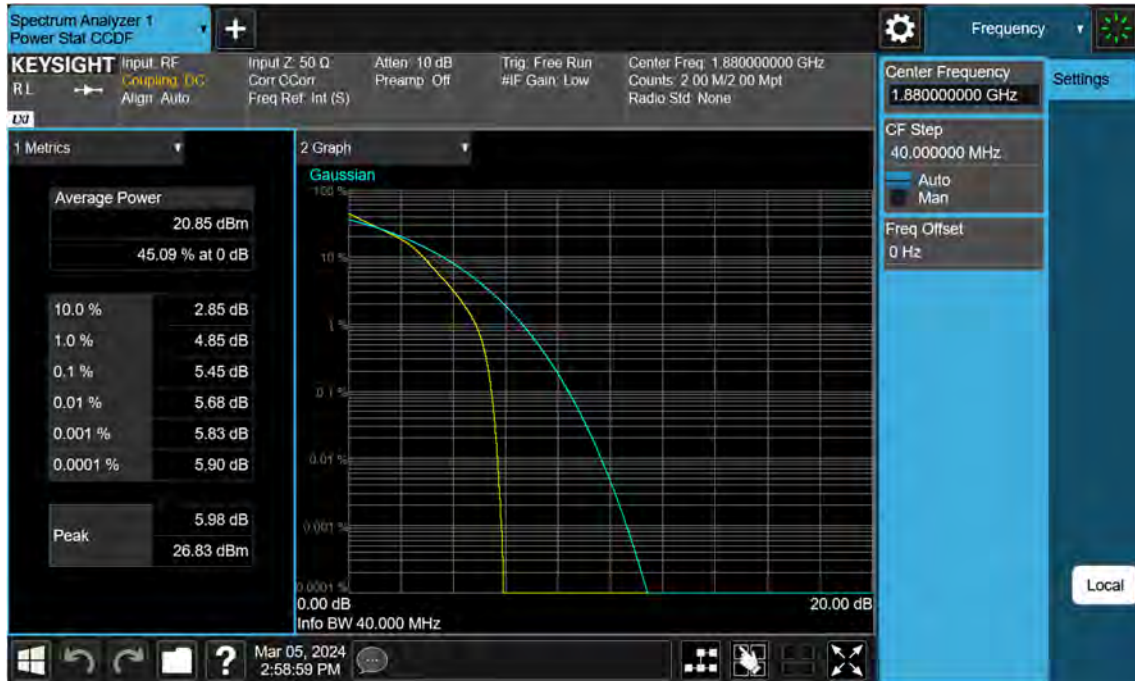 Spectrum Analyzer 1
Power Stat CCDF
+
Frequency
KEYSIGHT
RL
LXI
Input: RF
Coupling: DC
Align: Auto
Input Z: 50 Ω
Corr CCorr
Freq Ref: Int (S)
Atten: 10 dB
Preamp: Off
Trig: Free Run
#IF Gain: Low
Center Freq: 1.880000000 GHz
Counts: 2.00 M/2.00 Mpt
Radio Std: None
Center Frequency
1.880000000 GHz
Settings
CF Step
40.000000 MHz
Auto
Man
Freq Offset
0 Hz
1 Metrics
Average Power
20.85 dBm
45.09 % at 0 dB
10.0 % 2.85 dB
1.0 % 4.85 dB
0.1 % 5.45 dB
0.01 % 5.68 dB
0.001 % 5.83 dB
0.0001 % 5.90 dB
Peak
5.98 dB
26.83 dBm
2 Graph
Gaussian
100 %
10 %
1 %
0.1 %
0.01 %
0.001 %
0.0001 %
0.00 dB 20.00 dB
Info BW 40.000 MHz
Local
?
Mar 05, 2024
2:58:59 PM